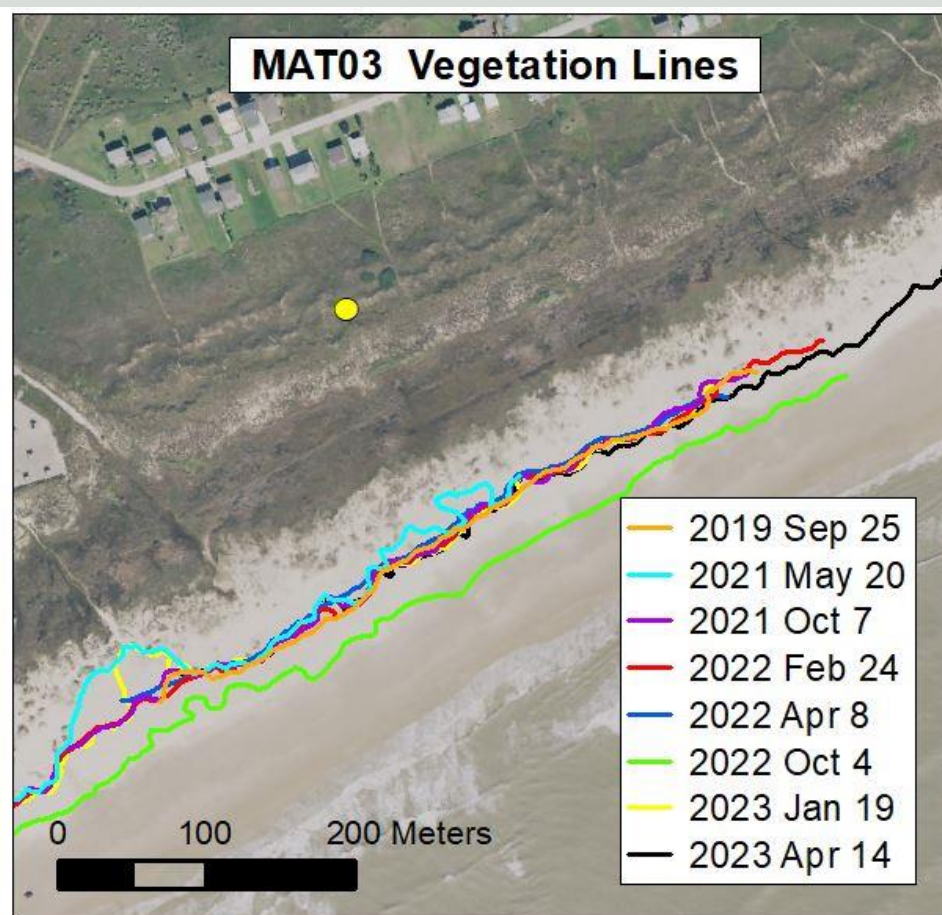 MAT03 Vegetation Lines
2019 Sep 25
2021 May 20
2021 Oct 7
2022 Feb 24
2022 Apr 8
2022 Oct 4
2023 Jan 19
2023 Apr 14
0 100 200 Meters